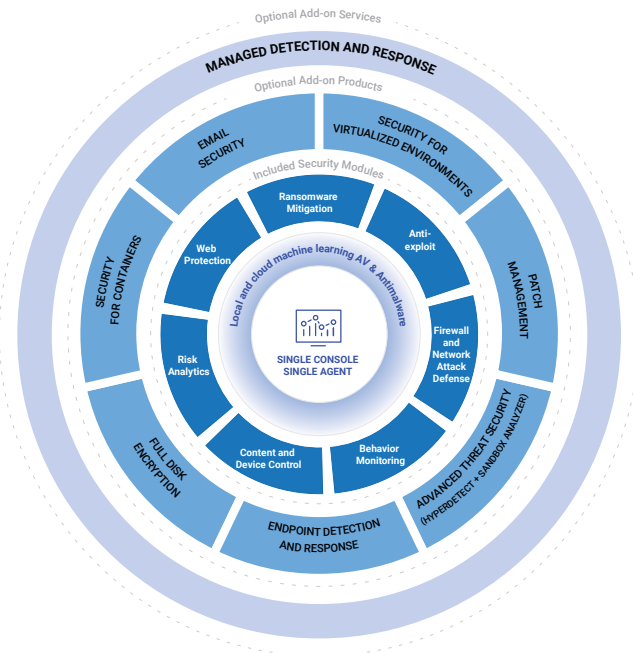 Optional Add-on Services
MANAGED DETECTION AND RESPONSE
Optional Add-on Products
EMAIL
SECURITY
SECURITY FOR
VIRTUALIZED ENVIRONMENTS
Included Security Modules
Ransomware
Mitigation
Anti-
exploit
Web
Protection
Local and cloud machine learning AV & Antimalware
SECURITY
FOR CONTAINERS
PATCH
MANAGEMENT
Firewall
and
Network
Attack
Defense
SINGLE CONSOLE
SINGLE AGENT
Risk
Analytics
Content and
Device Control
Behavior
Monitoring
FULL DISK
ENCRYPTION
ADVANCED THREAT SECURITY
(HYPERDETECT + SANDBOX ANALYZER)
ENDPOINT DETECTION
AND RESPONSE